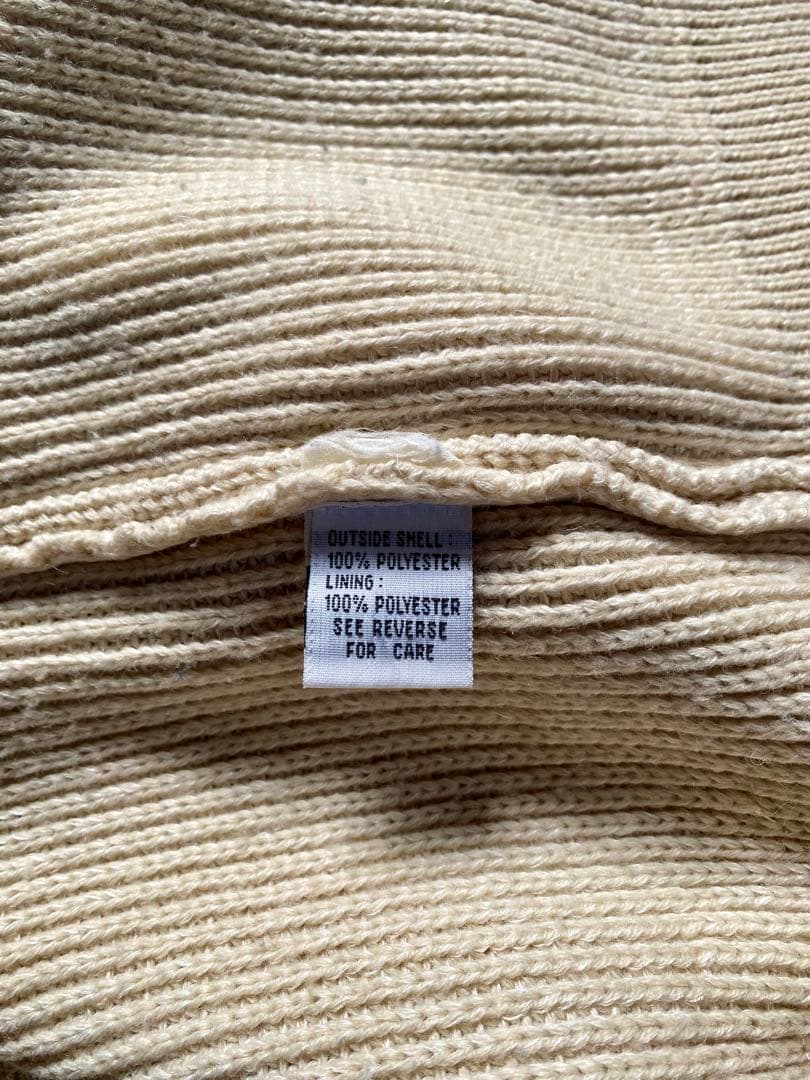 OUTSIDE SHELL :
100% POLYESTER
LINING :
100% POLYESTER
SEE REVERSE
FOR CARE